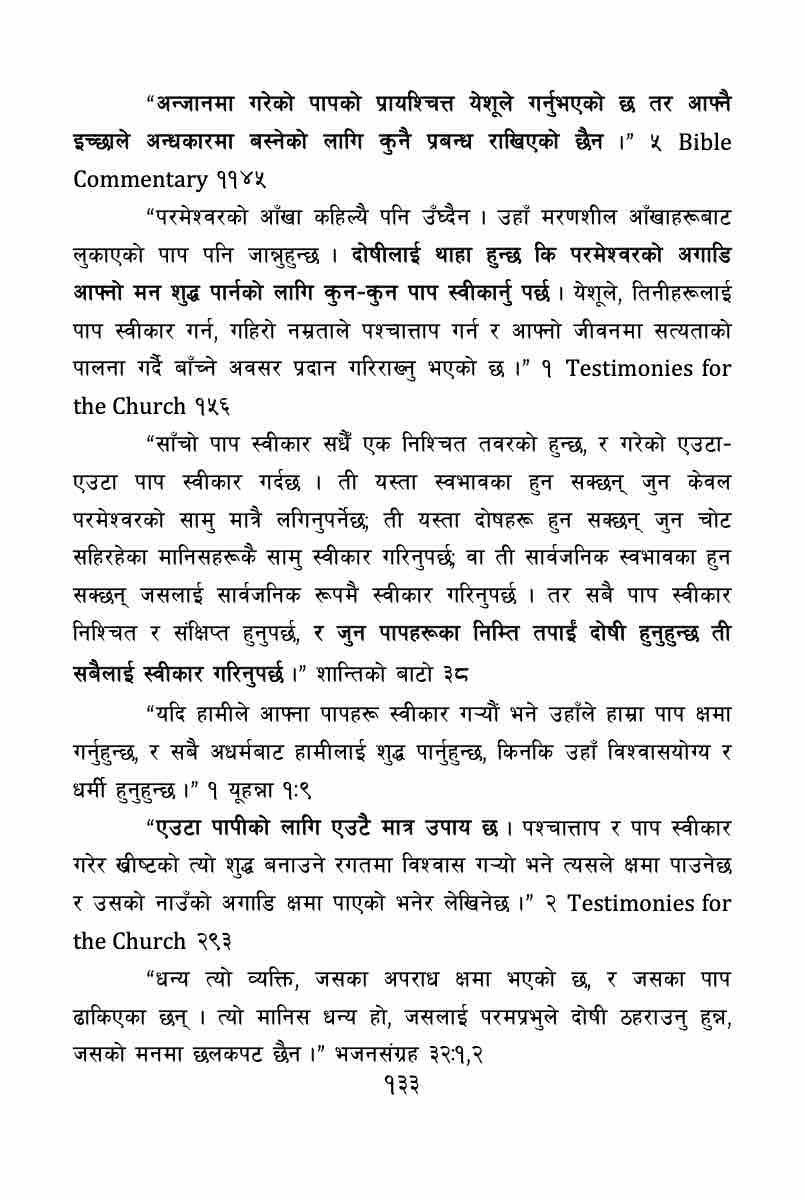 “अन्जानमा गरेको पापको प्रायश्चित्त येशूले गर्नुभएको छ तर आफ्नै
इच्छाले अन्धकारमा बस्नेको लागि कुनै प्रबन्ध राखिएको छैन ।” ५ Bible
Commentary ११४५
“परमेश्वरको आँखा कहिल्यै पनि उँघ्दैन । उहाँ मरणशील आँखाहरूबाट
लुकाएको पाप पनि जान्नुहुन्छ । दोषीलाई थाहा हुन्छ कि परमेश्वरको अगाडि
आफ्नो मन शुद्ध पार्नको लागि कुन-कुन पाप स्वीकार्नु पर्छ । येशूले, तिनीहरूलाई
पाप स्वीकार गर्न, गहिरो नम्रताले पश्चात्ताप गर्न र आफ्नो जीवनमा सत्यताको
पालना गर्दै बाँच्ने अवसर प्रदान गरिराख्नु भएको छ ।” १ Testimonies for
the Church १५६
“साँचो पाप स्वीकार सधैँ एक निश्चित तवरको हुन्छ, र गरेको एउटा-
एउटा पाप स्वीकार गर्दछ । ती यस्ता स्वभावका हुन सक्छन् जुन केवल
परमेश्वरको सामु मात्रै लगिनुपर्नेछ; ती यस्ता दोषहरू हुन सक्छन् जुन चोट
सहिरहेका मानिसहरूकै सामु स्वीकार गरिनुपर्छ; वा ती सार्वजनिक स्वभावका हुन
सक्छन् जसलाई सार्वजनिक रूपमै स्वीकार गरिनुपर्छ । तर सबै पाप स्वीकार
निश्चित र संक्षिप्त हुनुपर्छ, र जुन पापहरूका निम्ति तपाईं दोषी हुनुहुन्छ ती
सबैलाई स्वीकार गरिनुपर्छ ।” शान्तिको बाटो ३८
“यदि हामीले आफ्ना पापहरू स्वीकार गऱ्यौं भने उहाँले हाम्रा पाप क्षमा
गर्नुहुन्छ, र सबै अधर्मबाट हामीलाई शुद्ध पार्नुहुन्छ, किनकि उहाँ विश्वासयोग्य र
धर्मी हुनुहुन्छ ।” १ यूहन्ना १:९
“एउटा पापीको लागि एउटै मात्र उपाय छ । पश्चात्ताप र पाप स्वीकार
गरेर ख्रीष्टको त्यो शुद्ध बनाउने रगतमा विश्वास गऱ्यो भने त्यसले क्षमा पाउनेछ
र उसको नाउँको अगाडि क्षमा पाएको भनेर लेखिनेछ ।” २ Testimonies for
the Church २९३
“धन्य त्यो व्यक्ति, जसका अपराध क्षमा भएको छ, र जसका पाप
ढाकिएका छन् । त्यो मानिस धन्य हो, जसलाई परमप्रभुले दोषी ठहराउनु हुन्न,
जसको मनमा छलकपट छैन ।” भजनसंग्रह ३२:१,२
१३३